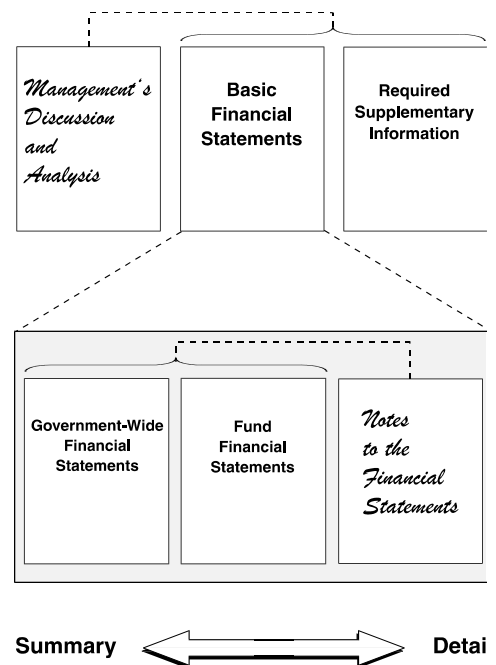 Management's
Discussion
and
Analysis
Basic
Financial
Statements
Required
Supplementary
Information
Government-Wide
Financial
Statements
Fund
Financial
Statements
Notes
to the
Financial
Statements
Summary
Detai